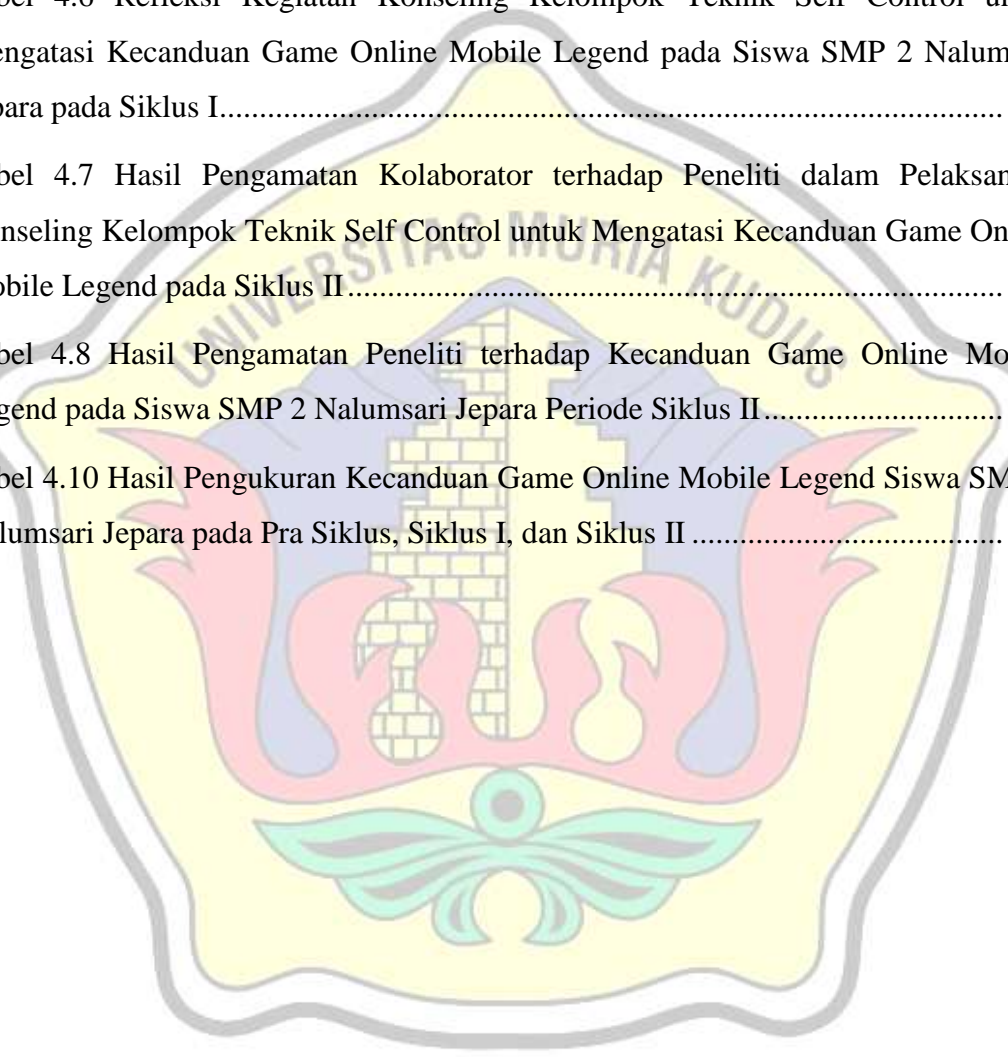 bel 4.6 Refleksi Kegiatan Konseling Kelompok Teknik Self Control un
engatasi Kecanduan Game Online Mobile Legend pada Siswa SMP 2 Nalum
para pada Siklus I....................................................................................................
bel 4.7 Hasil Pengamatan Kolaborator terhadap Peneliti dalam Pelaksan
nseling Kelompok Teknik Self Control untuk Mengatasi Kecanduan Game On
obile Legend pada Siklus II...................................................................................
bel 4.8 Hasil Pengamatan Peneliti terhadap Kecanduan Game Online Mo
gend pada Siswa SMP 2 Nalumsari Jepara Periode Siklus II..............................
bel 4.10 Hasil Pengukuran Kecanduan Game Online Mobile Legend Siswa SM
lumsari Jepara pada Pra Siklus, Siklus I, dan Siklus II .......................................
UNIVERSITAS MURIA KUDUS